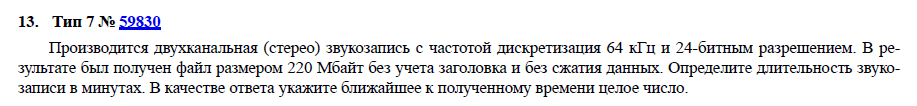 13. Тип 7 № 59830
Производится двухканальная (стерео) звукозапись с частотой дискретизация 64 кГц и 24-битным разрешением. В ре-
зультате был получен файл размером 220 Мбайт без учета заголовка и без сжатия данных. Определите длительность звуко-
записи в минутах. В качестве ответа укажите ближайшее к полученному времени целое число.